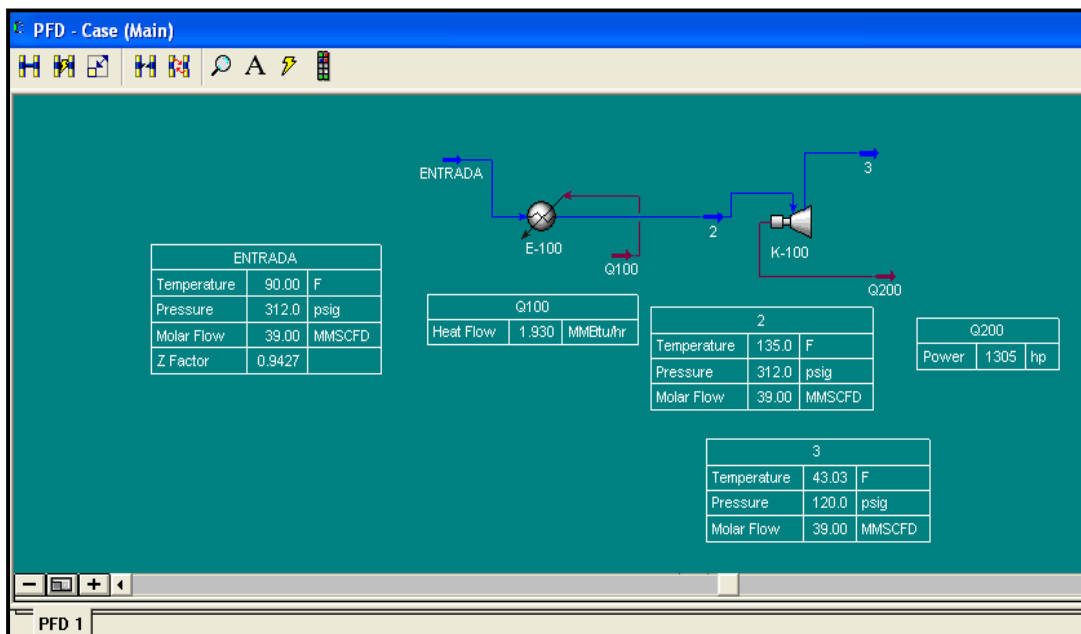 PFD - Case (Main)
A
ENTRADA
3
E-100
2
K-100
Q100
Q200
ENTRADA
Temperature 90.00 F
Pressure 312.0 psig
Molar Flow 39.00 MMSCFD
Z Factor 0.9427
Q100
Heat Flow 1.930 MMBtu/hr
2
Temperature 135.0 F
Pressure 312.0 psig
Molar Flow 39.00 MMSCFD
Q200
Power 1305 hp
3
Temperature 43.03 F
Pressure 120.0 psig
Molar Flow 39.00 MMSCFD
PFD 1